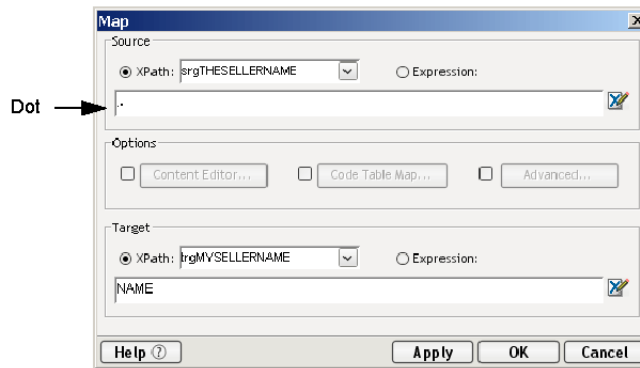 Map
Source
XPath: srgTHESELLERNAME Expression:
Dot
.
Options
Content Editor... Code Table Map... Advanced...
Target
XPath: trgMVSELLERNAME Expression:
NAME
Help ? Apply OK Cancel